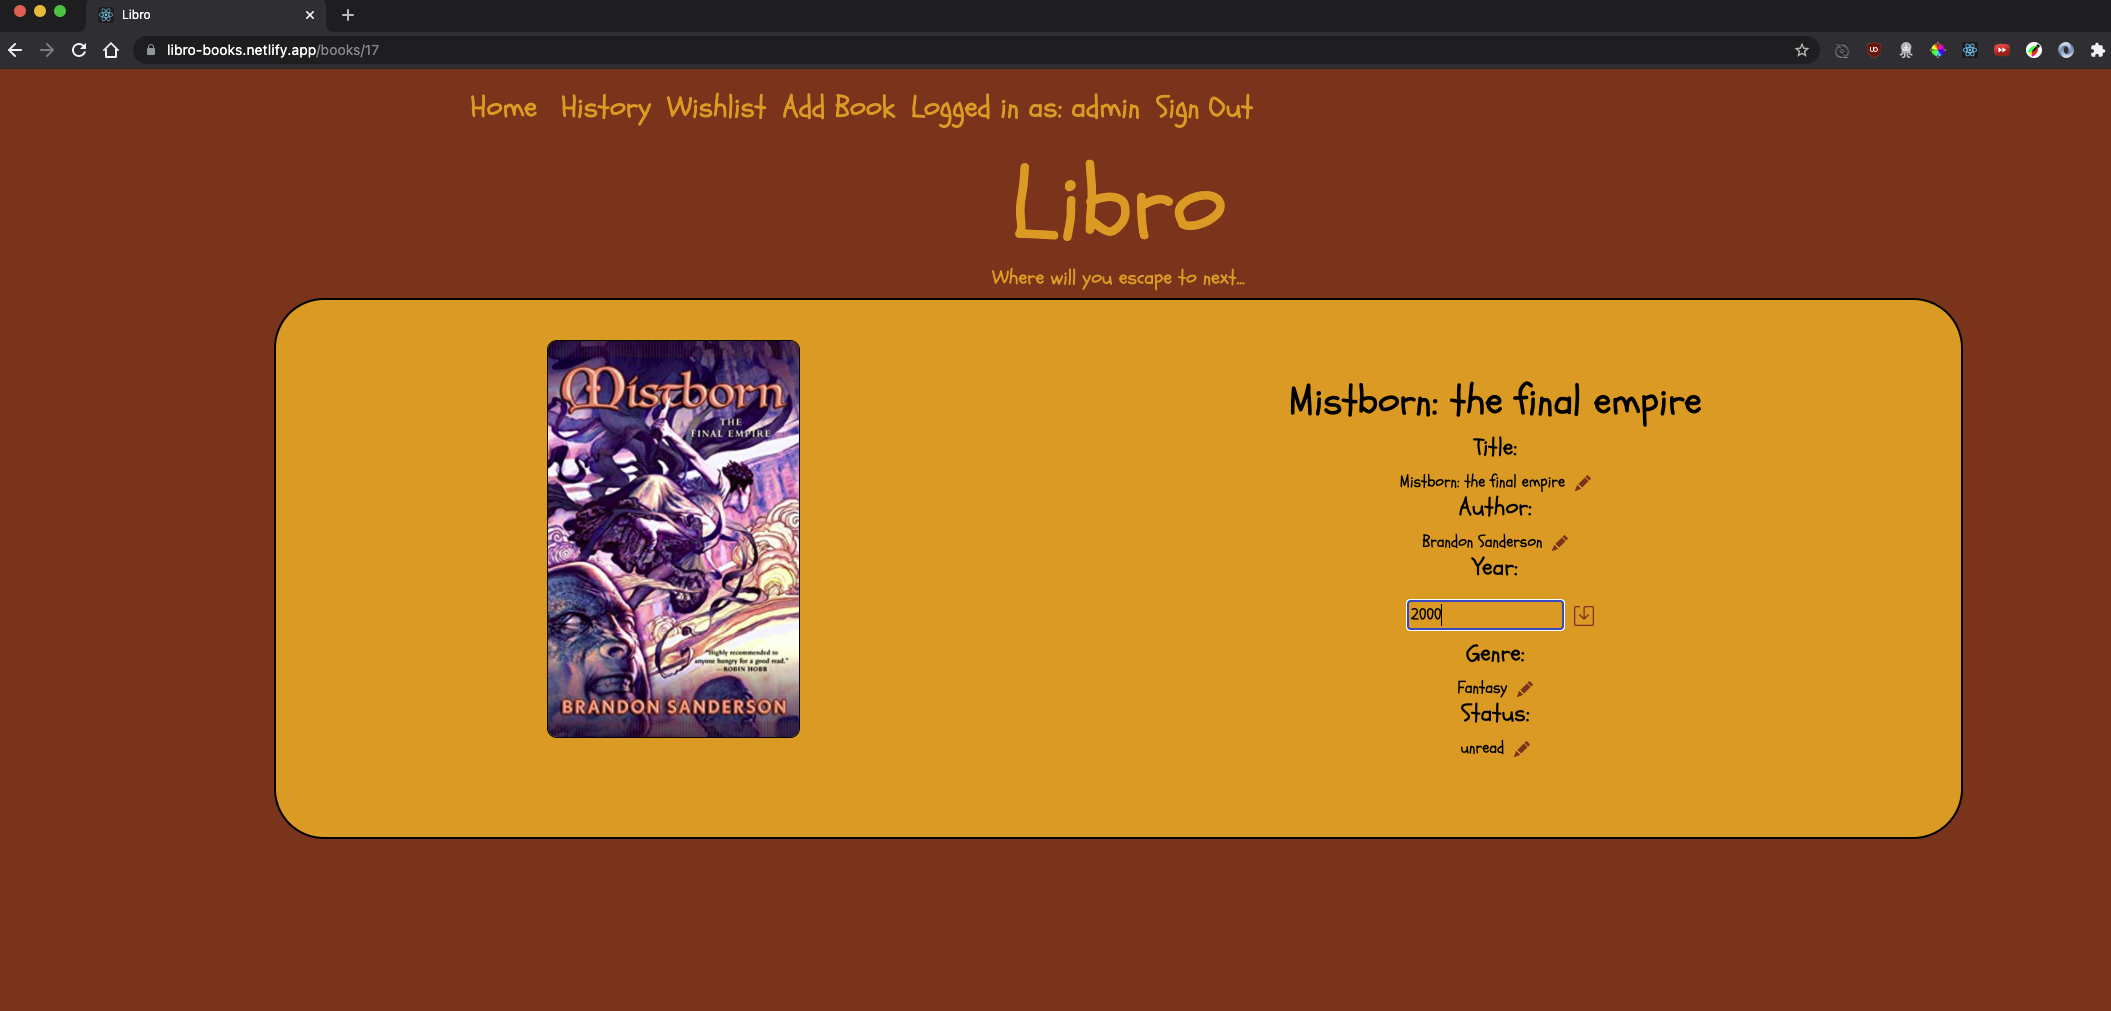 Libro
libro-books.netlify.app/books/17
Home History Wishlist Add Book Logged in as: admin Sign Out
Libro
Where will you escape to next...
Mistborn
THE
FINAL EMPIRE
"Highly recommended to
anyone hungry for a good read."
—ROBIN HOBB
BRANDON SANDERSON
Mistborn: the final empire
Title:
Mistborn: the final empire
Author:
Brandon Sanderson
Year:
2000
Genre:
Fantasy
Status:
unread